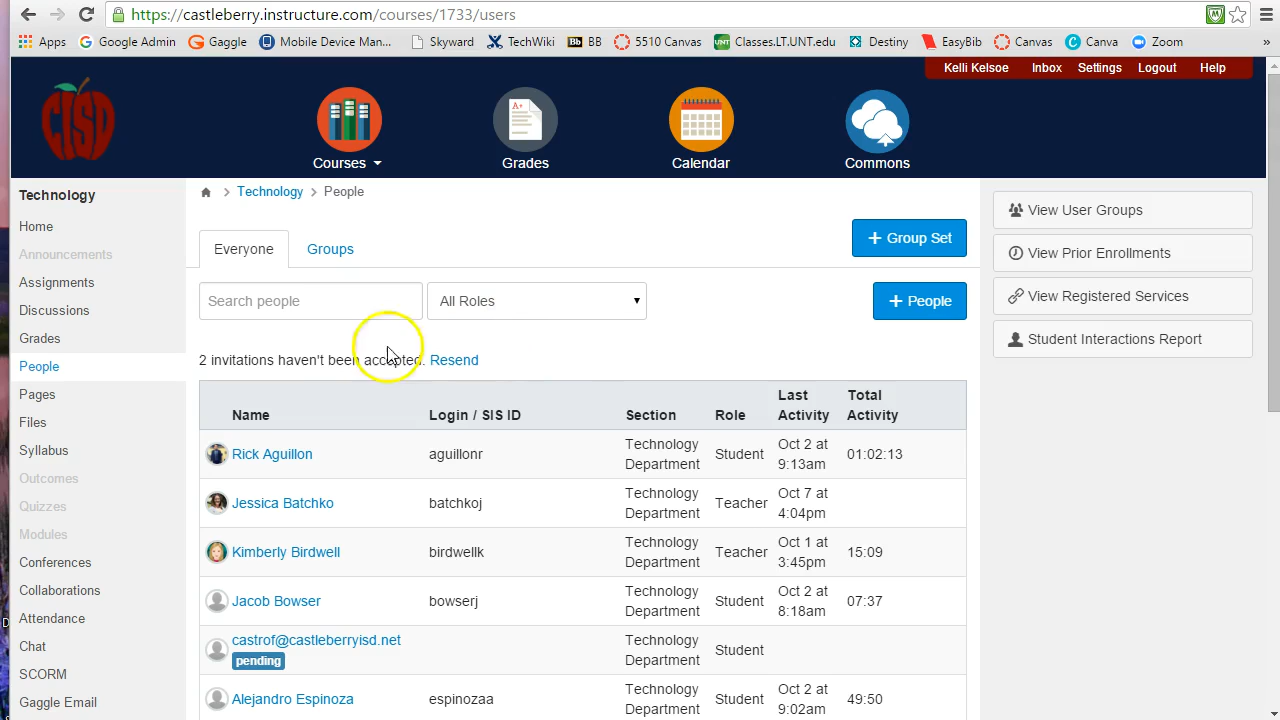 https://castleberry.instructure.com/courses/1733/users
Apps Google Admin Gaggle Mobile Device Man... Skyward TechWiki BB 5510 Canvas Classes.LT.UNT.edu Destiny EasyBib Canvas Canva Zoom »
Kelli Kelsoe Inbox Settings Logout Help
CISD
Courses Grades Calendar Commons
Technology
Home
Announcements
Assignments
Discussions
Grades
People
Pages
Files
Syllabus
Outcomes
Quizzes
Modules
Conferences
Collaborations
Attendance
Chat
SCORM
Gaggle Email
Technology > People
Everyone Groups
+ Group Set
Search people All Roles
+ People
2 invitations haven't been accepted. Resend
Name Login / SIS ID Section Role Last Activity Total Activity
Rick Aguillon aguillonr Technology Department Student Oct 2 at 9:13am 01:02:13
Jessica Batchko batchkoj Technology Department Teacher Oct 7 at 4:04pm
Kimberly Birdwell birdwellk Technology Department Teacher Oct 1 at 3:45pm 15:09
Jacob Bowser bowserj Technology Department Student Oct 2 at 8:18am 07:37
castrof@castleberryisd.net pending Technology Department Student
Alejandro Espinoza espinozaa Technology Department Student Oct 2 at 9:02am 49:50
View User Groups
View Prior Enrollments
View Registered Services
Student Interactions Report